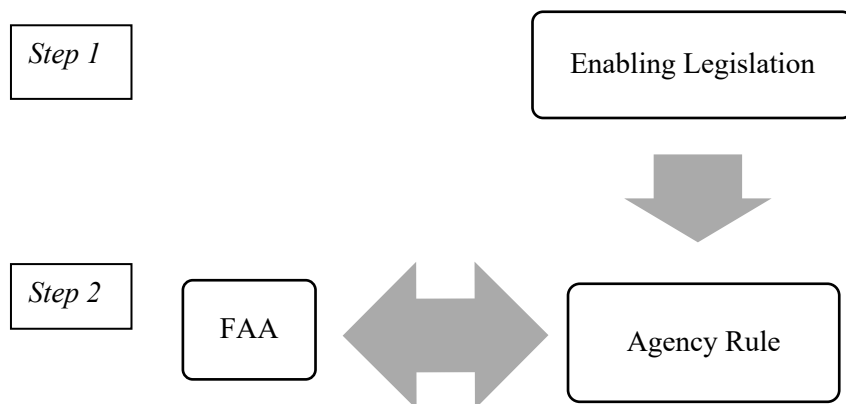 Step 1
Enabling Legislation
Step 2
FAA
Agency Rule